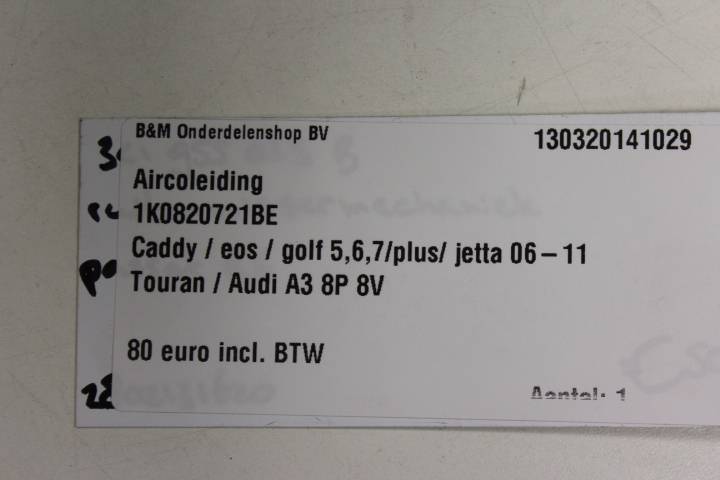 B&M Onderdelenshop BV
130320141029
Aircoleiding
1K0820721BE
Caddy / eos / golf 5,6,7/plus/ jetta 06 – 11
Touran / Audi A3 8P 8V
80 euro incl. BTW
Aantal: 1